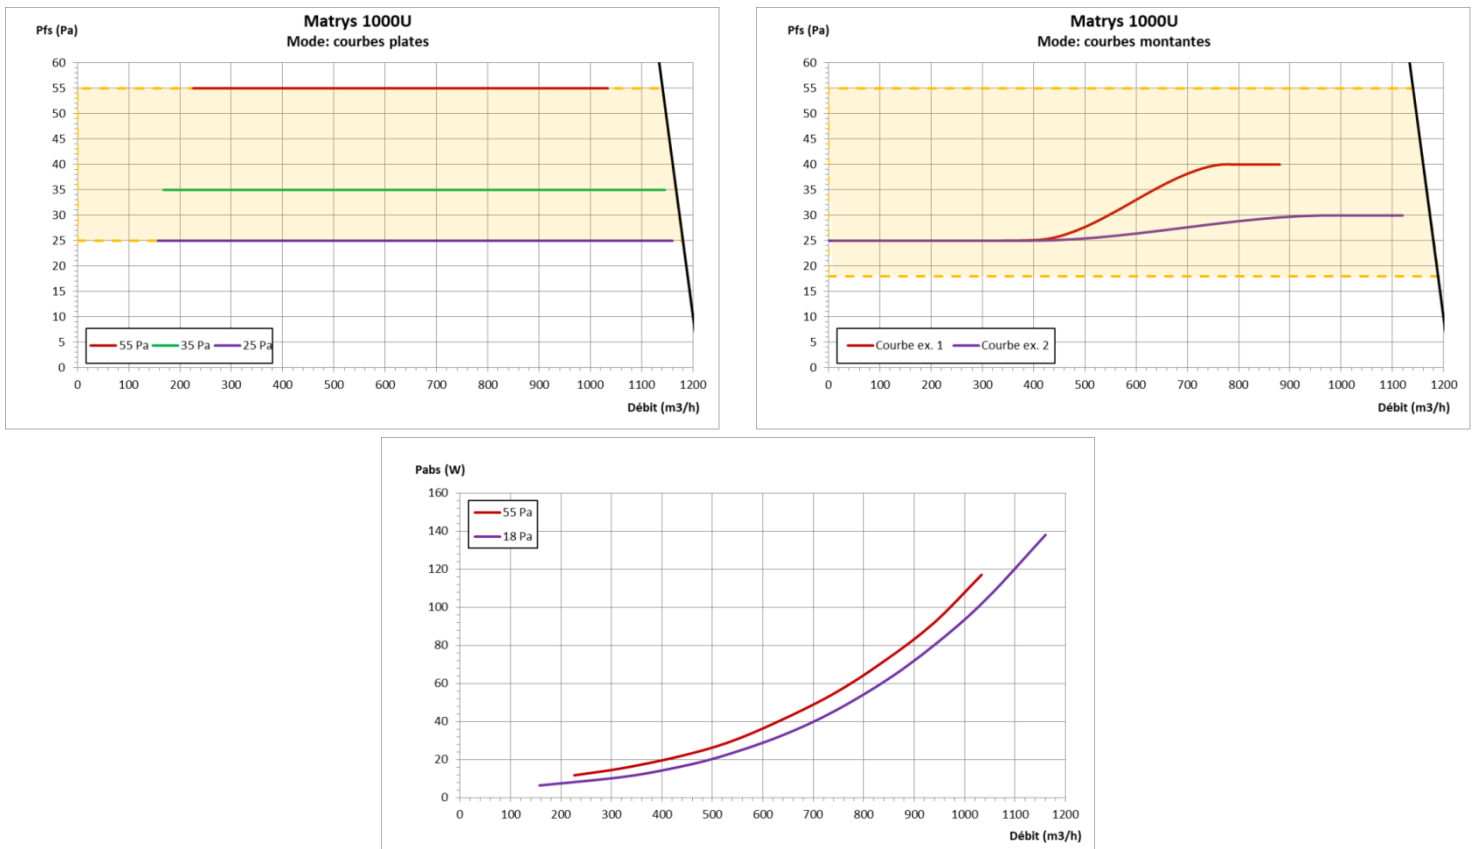 Matrys 1000U
Mode: courbes plates
Pfs (Pa)
60
55
50
45
40
35
30
25
20
15
10
5
0
55 Pa 35 Pa 25 Pa
0 100 200 300 400 500 600 700 800 900 1000 1100 1200
Débit (m3/h)
Matrys 1000U
Mode: courbes montantes
Pfs (Pa)
60
55
50
45
40
35
30
25
20
15
10
5
0
Courbe ex. 1 Courbe ex. 2
0 100 200 300 400 500 600 700 800 900 1000 1100 1200
Débit (m3/h)
Pabs (W)
160
140
120
100
80
60
40
20
0
55 Pa
18 Pa
0 100 200 300 400 500 600 700 800 900 1000 1100 1200
Débit (m3/h)